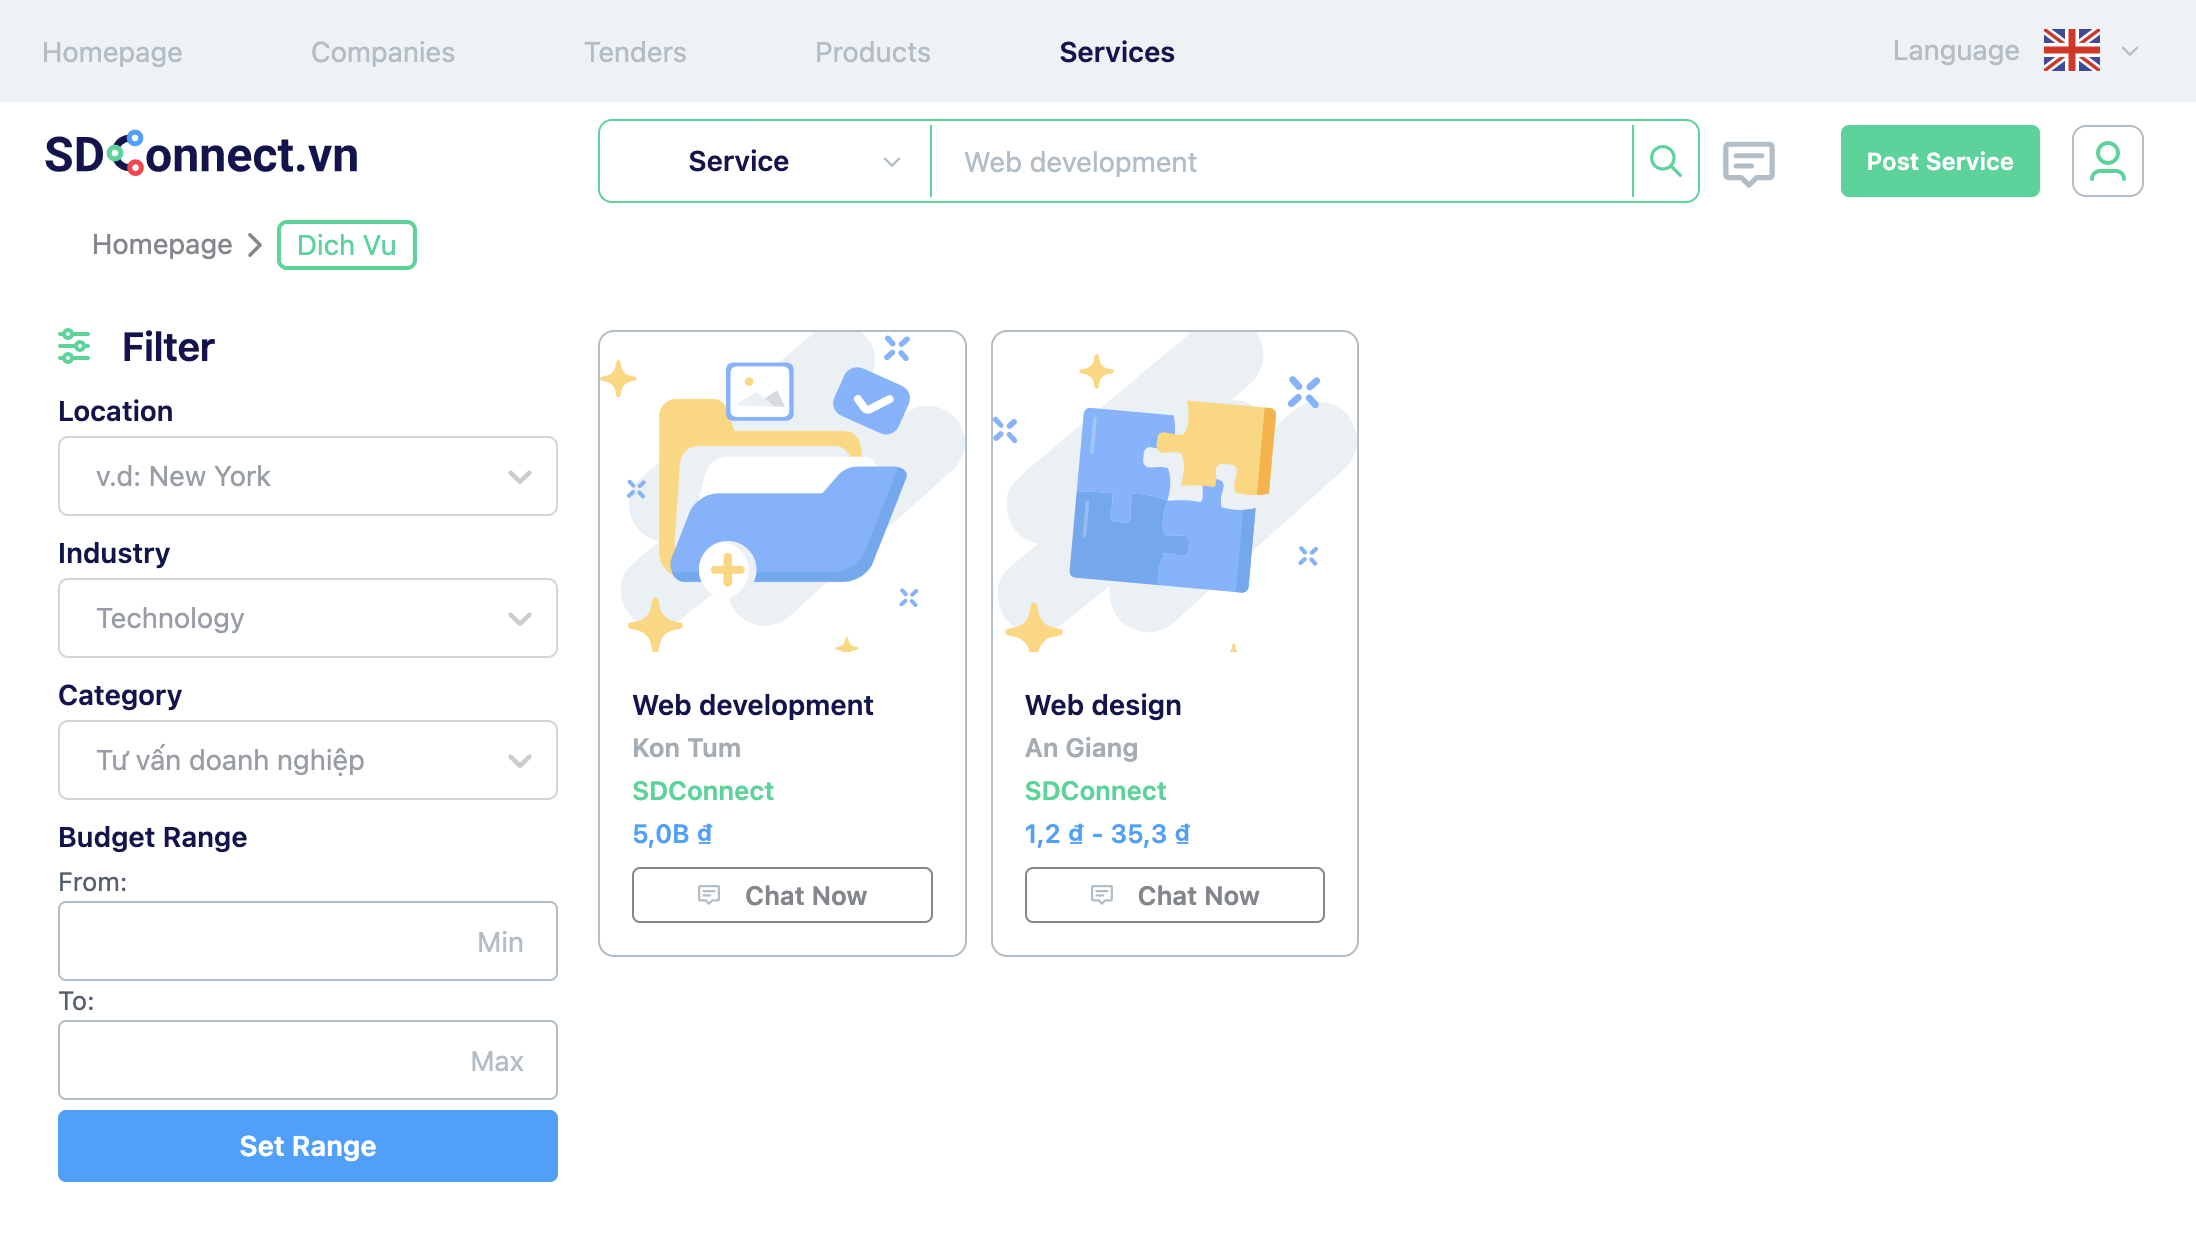 Homepage Companies Tenders Products Services Language
SDConnect.vn
Service Web development Post Service
Homepage Dich Vu
Filter
Location
v.d: New York
Industry
Technology
Category
Tư vấn doanh nghiệp
Budget Range
From:
Min
To:
Max
Set Range
Web development
Kon Tum
SDConnect
5,0B ₫
Chat Now
Web design
An Giang
SDConnect
1,2 ₫ - 35,3 ₫
Chat Now